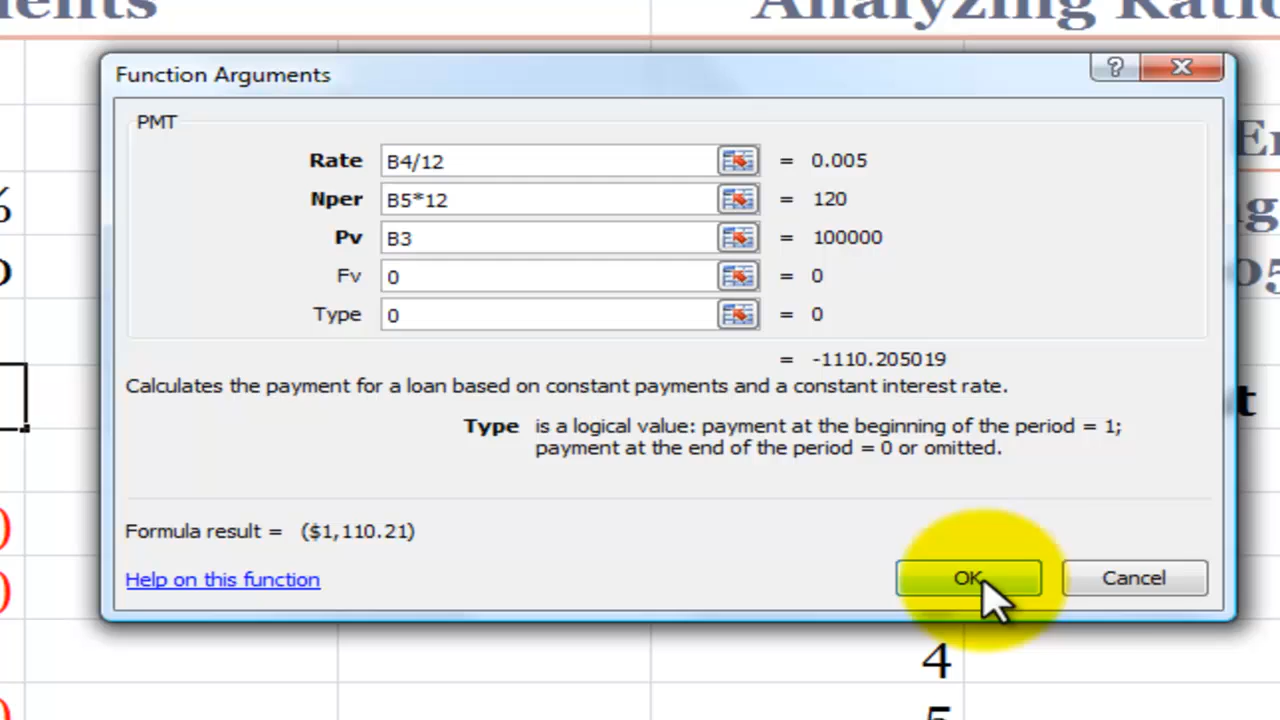 ments
Analyzing Ratio
Function Arguments
PMT
Rate B4/12 = 0.005
Nper B5*12 = 120
Pv B3 = 100000
Fv 0 = 0
Type 0 = 0
= -1110.205019
Calculates the payment for a loan based on constant payments and a constant interest rate.
Type is a logical value: payment at the beginning of the period = 1;
payment at the end of the period = 0 or omitted.
Formula result = ($1,110.21)
Help on this function
OK
Cancel
%
)
)
)
4
5